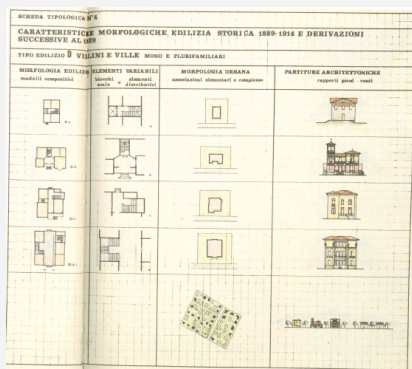 SCHEDA TIPOLOGICA N°4
CARATTERISTICHE MORFOLOGICHE EDILIZIA STORICA 1889-1914 E DERIVAZIONI
SUCCESSIVE AL 1919
TIPO EDILIZIO D VILLINI E VILLE MONO E PLURIFAMILIARI
MORFOLOGIA EDILIZIA
modelli compositivi
ELEMENTI VARIABILI
blocchi scala e elementi distributivi
MORFOLOGIA URBANA
associazioni elementari e complesse
PARTITURE ARCHITETTONICHE
rapporti pieni-vuoti